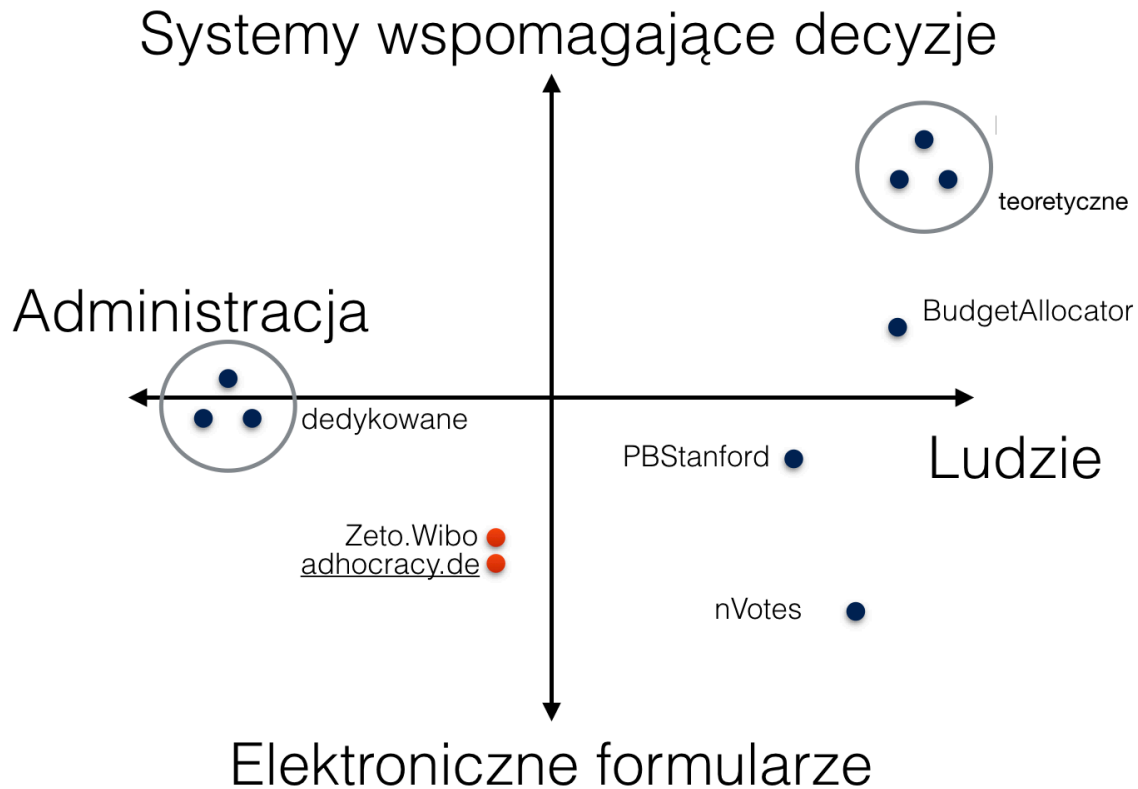 Systemy wspomagające decyzje
teoretyczne
Administracja
BudgetAllocator
dedykowane
PBStanford
Ludzie
Zeto.Wibo
adhocracy.de
nVotes
Elektroniczne formularze